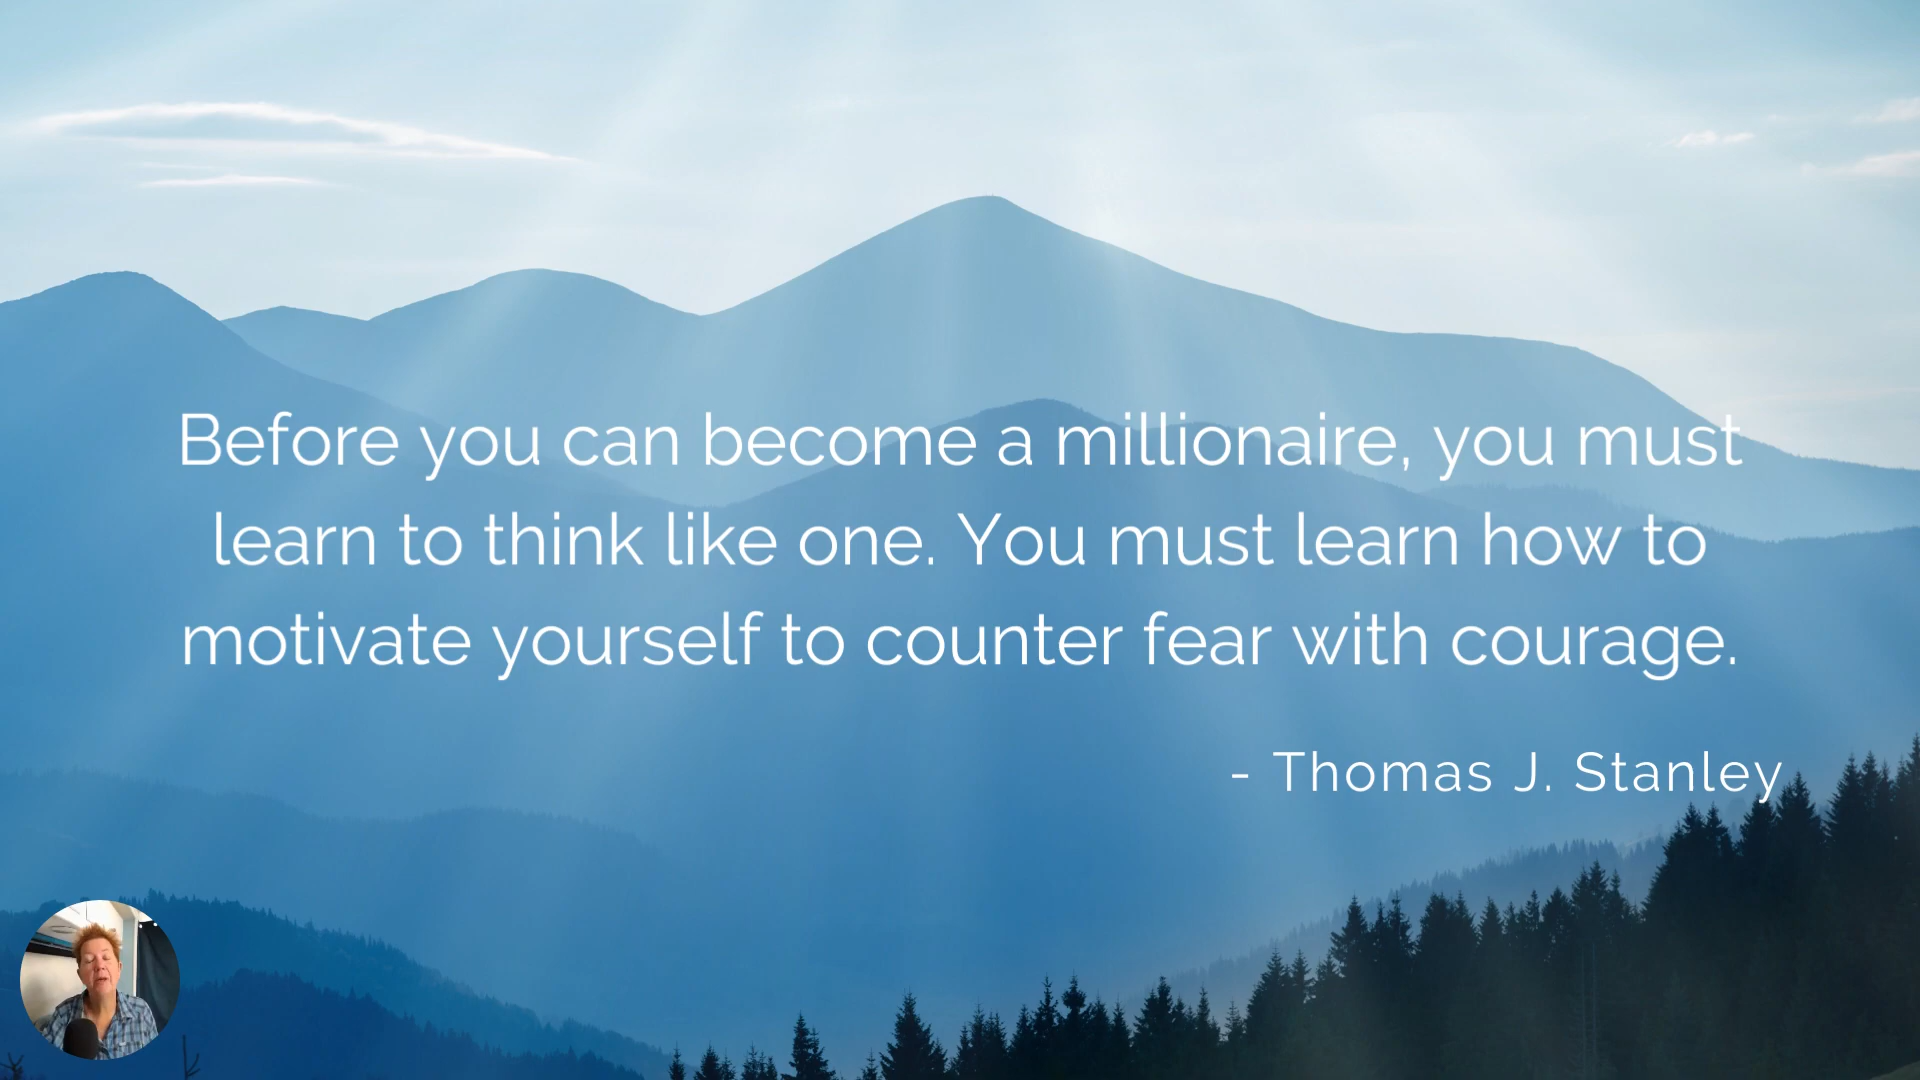 Before you can become a millionaire, you must
learn to think like one. You must learn how to
motivate yourself to counter fear with courage.
- Thomas J. Stanley